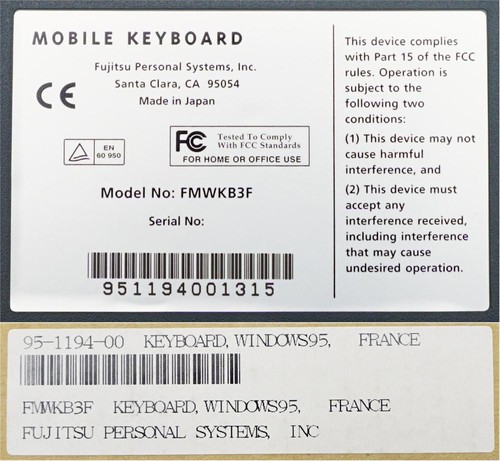 MOBILE KEYBOARD
Fujitsu Personal Systems, Inc.
Santa Clara, CA 95054
Made in Japan
CE
EN
60 950
FC
Tested To Comply
With FCC Standards
FOR HOME OR OFFICE USE
Model No: FMWKB3F
Serial No:
951194001315
This device complies
with Part 15 of the FCC
rules. Operation is
subject to the
following two
conditions:
(1) This device may not
cause harmful
interference, and
(2) This device must
accept any
interference received,
including interference
that may cause
undesired operation.
95-1194-00 KEYBOARD, WINDOWS95, FRANCE
FMWKB3F KEYBOARD, WINDOWS95, FRANCE
FUJITSU PERSONAL SYSTEMS, INC